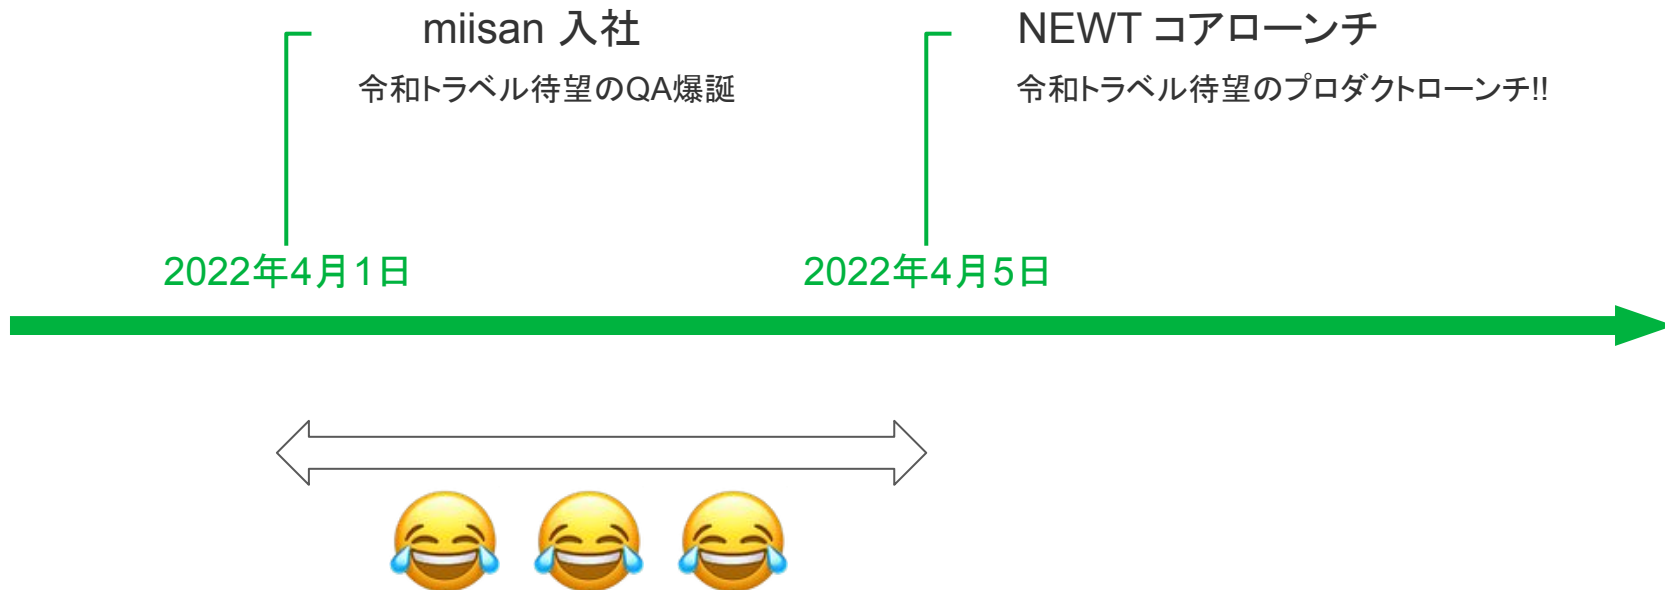 miisan 入社
令和トラベル待望のQA爆誕
NEWT コアローンチ
令和トラベル待望のプロダクトローンチ!!
2022年4月1日
2022年4月5日